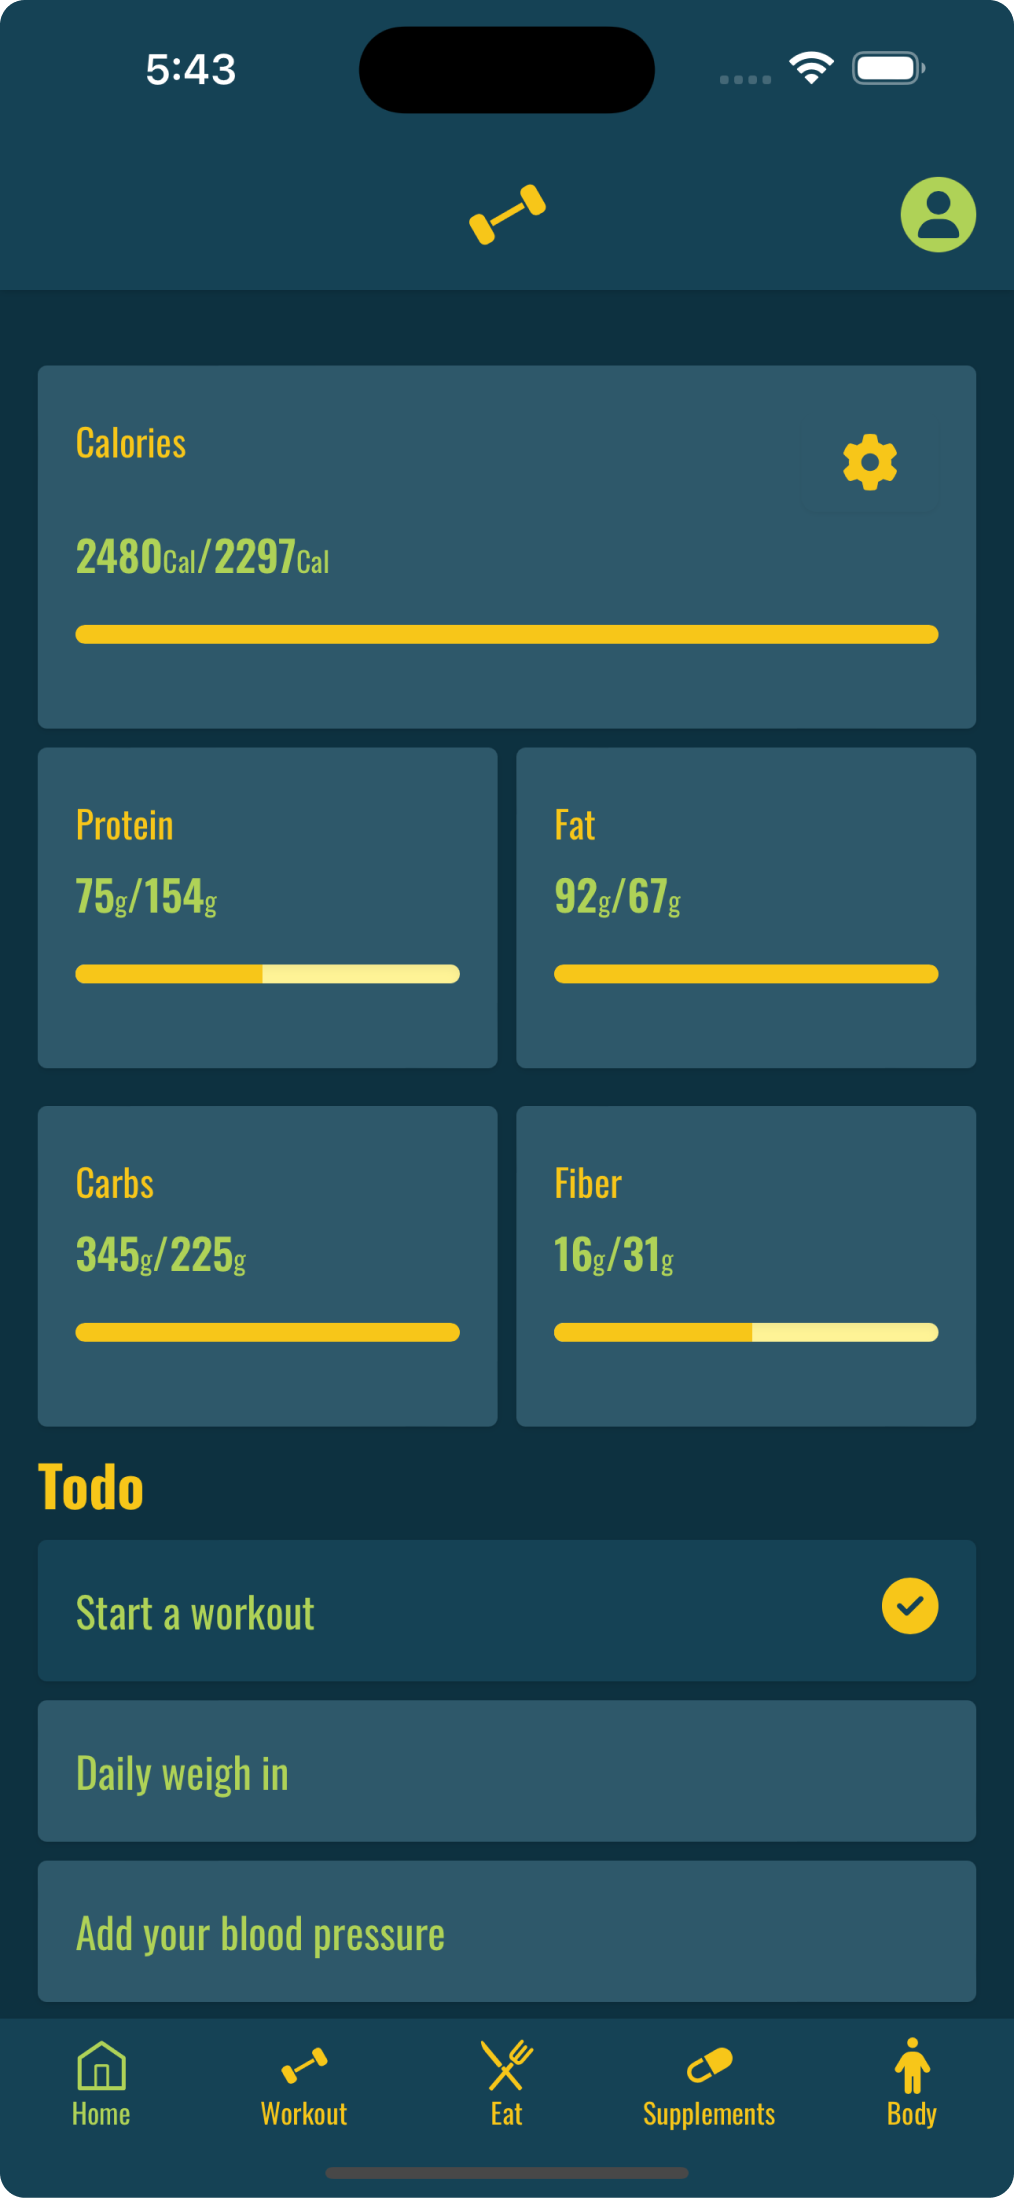 5:43
Calories
2480Cal/2297Cal
Protein
75g/154g
Fat
92g/67g
Carbs
345g/225g
Fiber
16g/31g
Todo
Start a workout
Daily weigh in
Add your blood pressure
Home Workout Eat Supplements Body